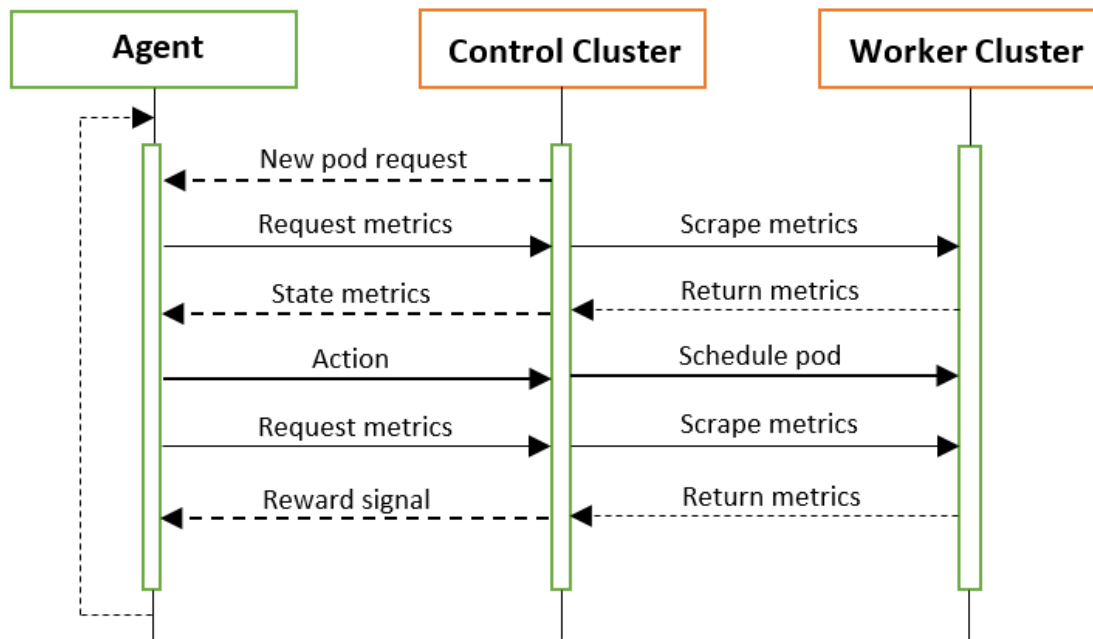 Agent
Control Cluster
Worker Cluster
New pod request
Request metrics
Scrape metrics
State metrics
Return metrics
Action
Schedule pod
Request metrics
Scrape metrics
Reward signal
Return metrics